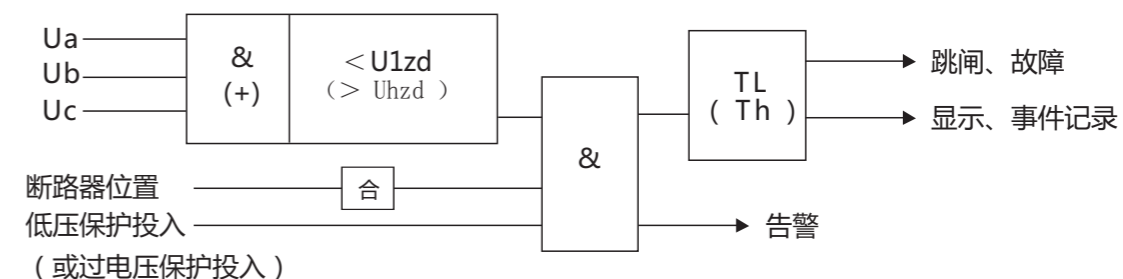 Ua
Ub
Uc
&
(+)
＜U1zd
（＞ Uhzd ）
&
TL
( Th )
跳闸、故障
显示、事件记录
断路器位置
合
低压保护投入
（或过电压保护投入）
告警